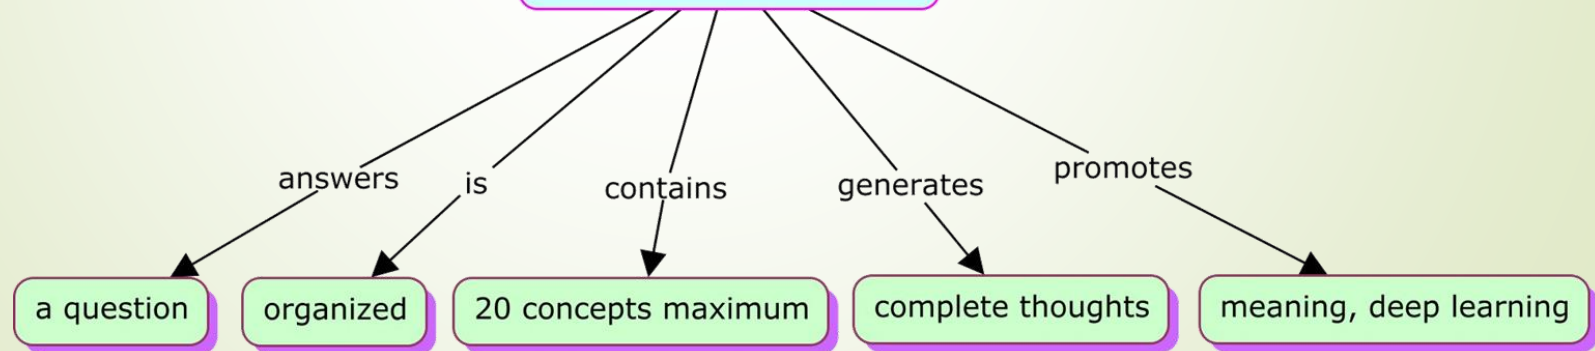 answers
is
contains
generates
promotes
a question
organized
20 concepts maximum
complete thoughts
meaning, deep learning